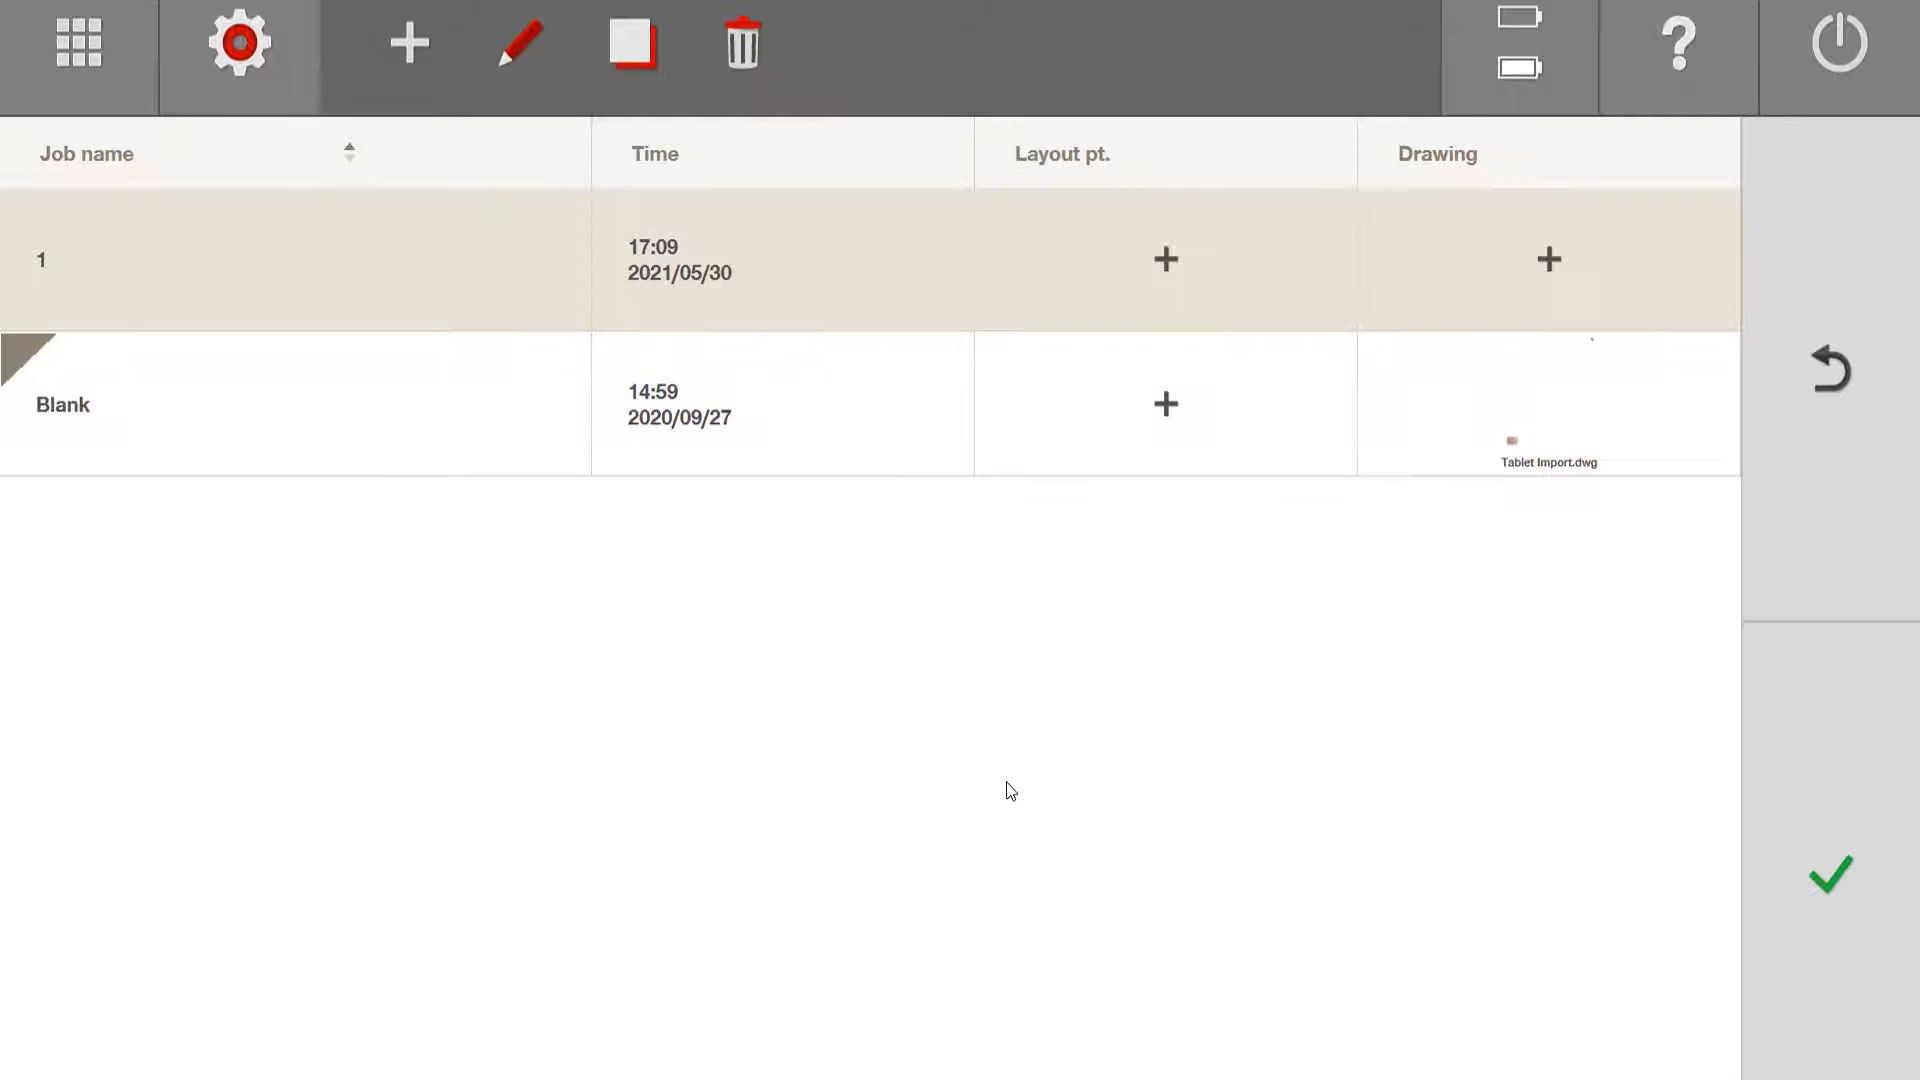 Job name
Time
Layout pt.
Drawing
1
17:09
2021/05/30
+
+
Blank
14:59
2020/09/27
+
Tablet Import.dwg